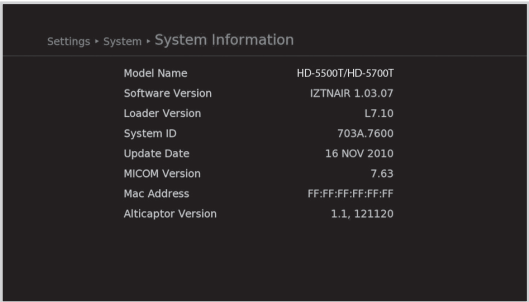 Settings ‣ System ‣ System Information
Model Name HD-5500T/HD-5700T
Software Version IZTNAIR 1.03.07
Loader Version L7.10
System ID 703A.7600
Update Date 16 NOV 2010
MICOM Version 7.63
Mac Address FF:FF:FF:FF:FF:FF
Alticaptor Version 1.1, 121120